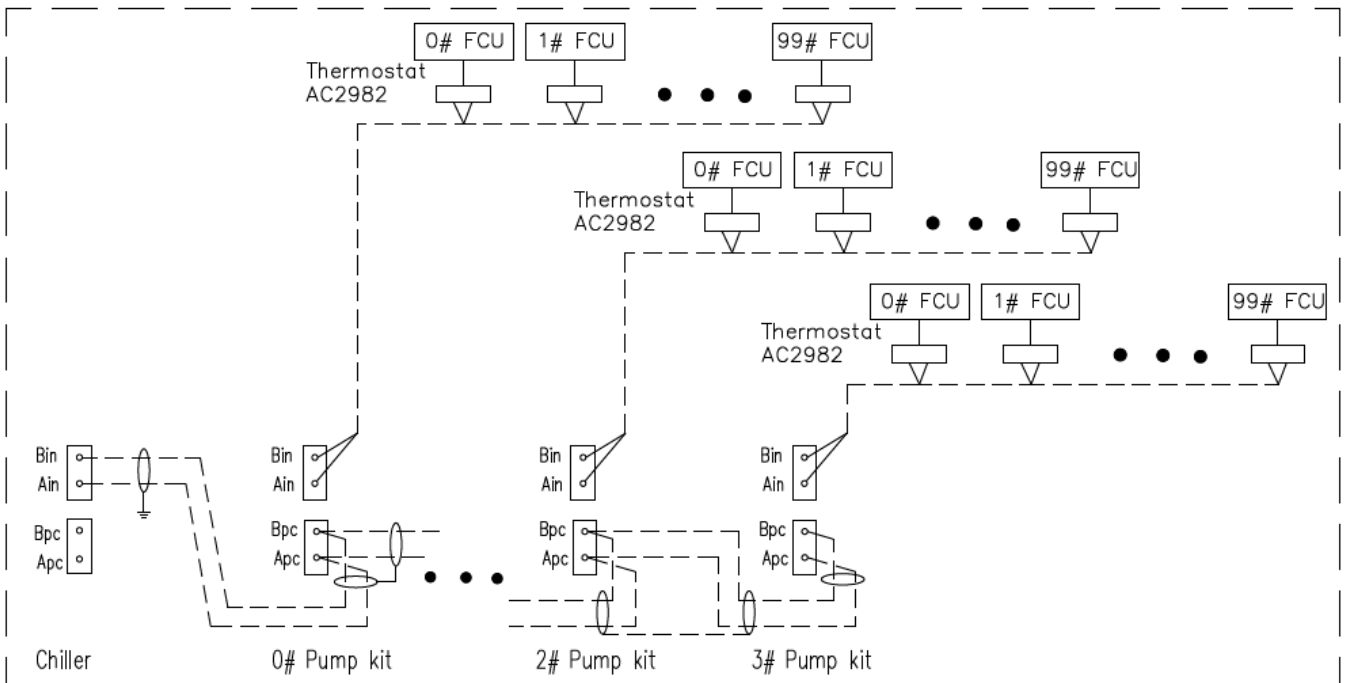 0# FCU 1# FCU 99# FCU
Thermostat
AC2982
0# FCU 1# FCU 99# FCU
Thermostat
AC2982
0# FCU 1# FCU 99# FCU
Thermostat
AC2982
Bin Bin Bin Bin
Ain Ain Ain Ain
Bpc Bpc Bpc Bpc
Apc Apc Apc Apc
Chiller 0# Pump kit 2# Pump kit 3# Pump kit